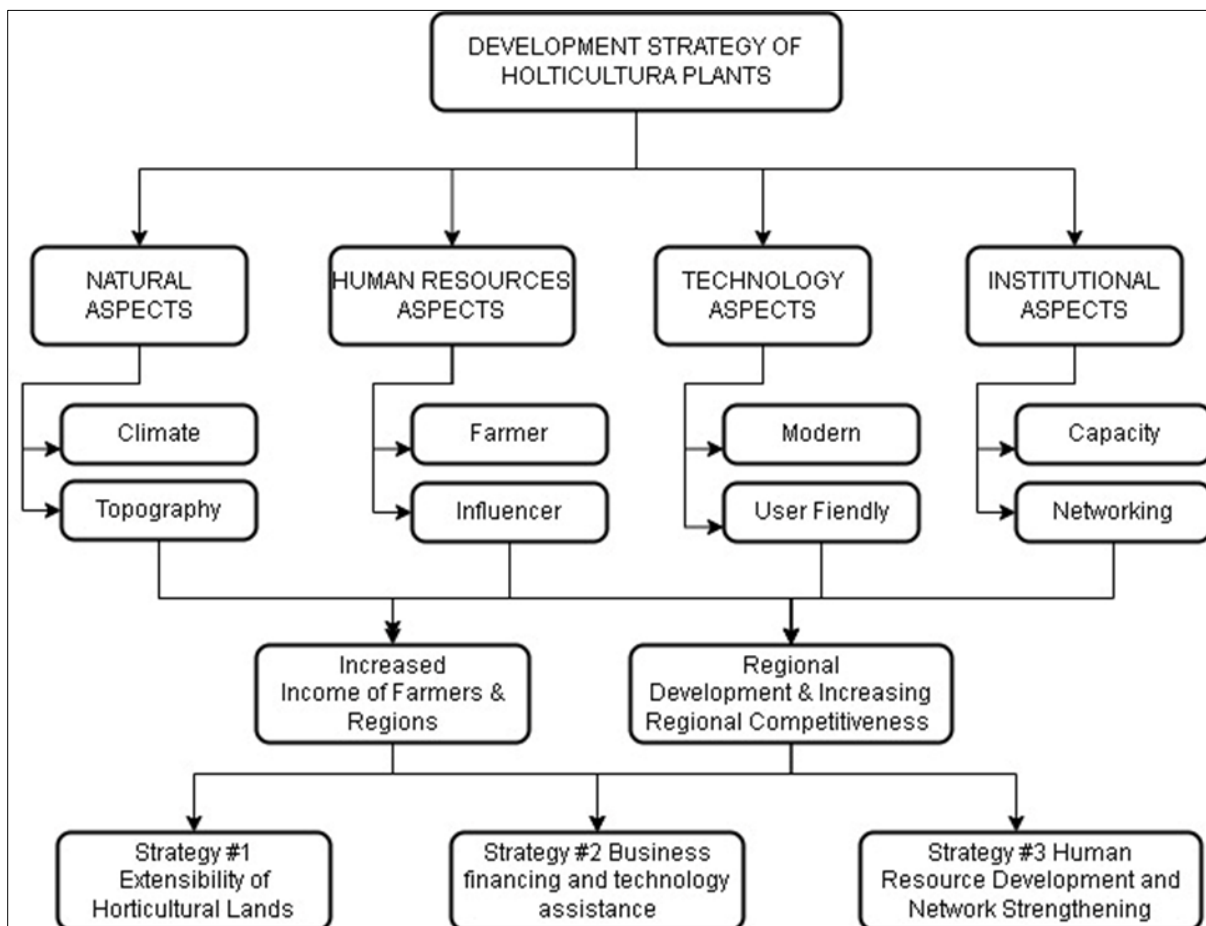 DEVELOPMENT STRATEGY OF
HOLTICULTURA PLANTS
NATURAL
ASPECTS
HUMAN RESOURCES
ASPECTS
TECHNOLOGY
ASPECTS
INSTITUTIONAL
ASPECTS
Climate
Farmer
Modern
Capacity
Topography
Influencer
User Fiendly
Networking
Increased
Income of Farmers &
Regions
Regional
Development & Increasing
Regional Competitiveness
Strategy #1
Extensibility of
Horticultural Lands
Strategy #2 Business
financing and technology
assistance
Strategy #3 Human
Resource Development and
Network Strengthening